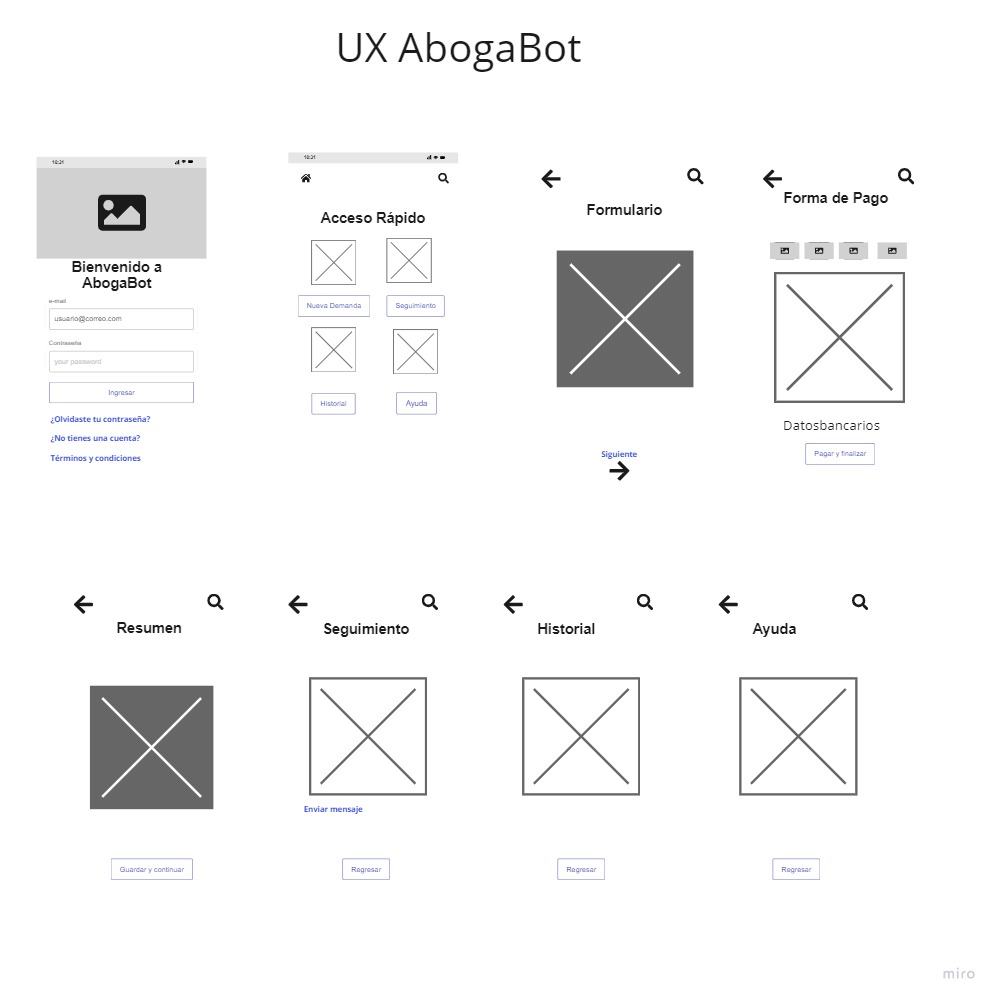 UX AbogaBot
10:21
Bienvenido a
AbogaBot
e-mail
usuario@correo.com
Contraseña
your password
Ingresar
¿Olvidaste tu contraseña?
¿No tienes una cuenta?
Términos y condiciones
10:21
Acceso Rápido
Nueva Demanda
Seguimiento
Historial
Ayuda
Formulario
Siguiente
Forma de Pago
Datosbancarios
Pagar y finalizar
Resumen
Guardar y continuar
Seguimiento
Enviar mensaje
Regresar
Historial
Regresar
Ayuda
Regresar
miro